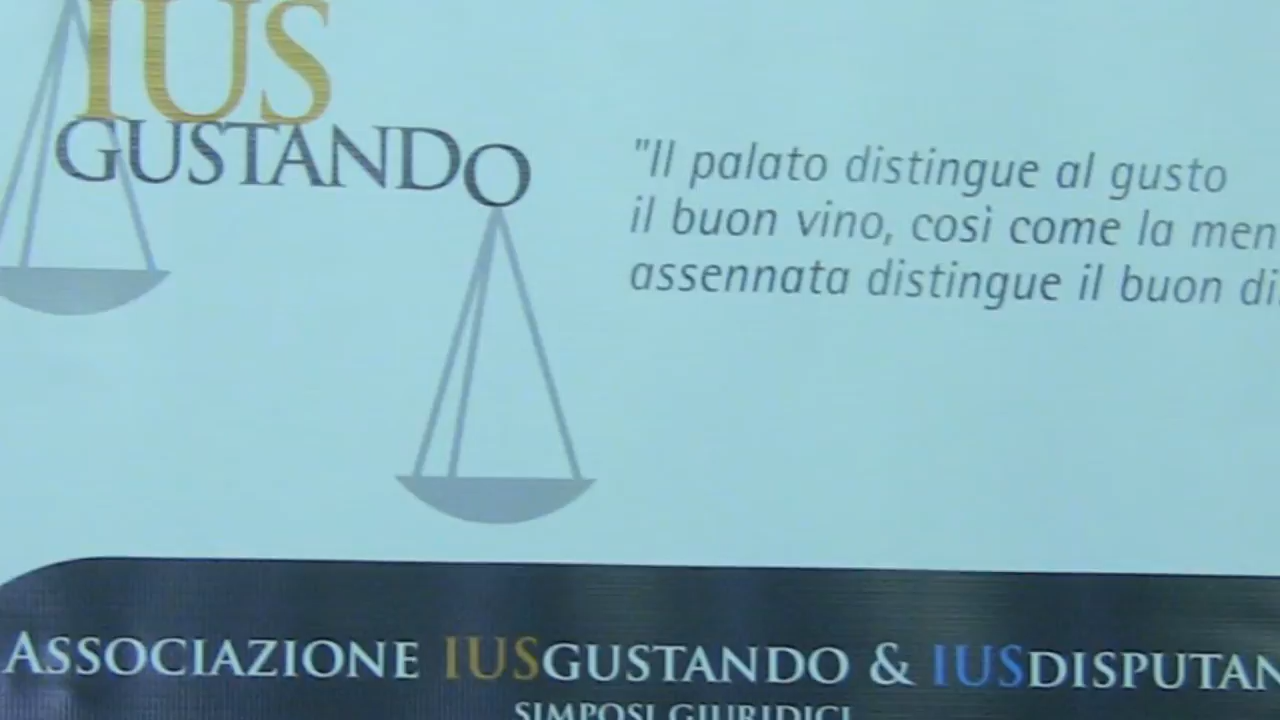 IUS
GUSTANDO
"Il palato distingue al gusto
il buon vino, così come la men
assennata distingue il buon di
ASSOCIAZIONE IUSGUSTANDO & IUSDISPUTAN
SIMPOSI GIURIDICI